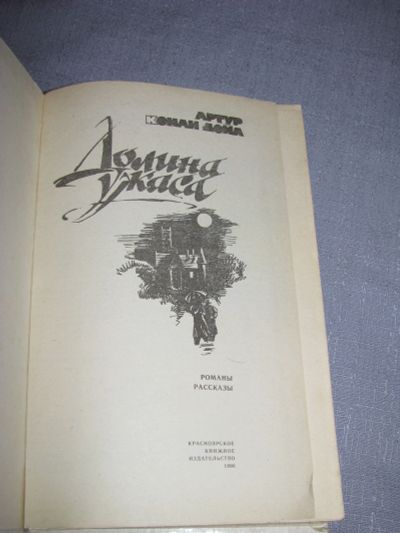 АРТУР
КОНАН ДОЙЛ
Долина
ужаса
РОМАНЫ
РАССКАЗЫ
КРАСНОЯРСКОЕ
КНИЖНОЕ
ИЗДАТЕЛЬСТВО